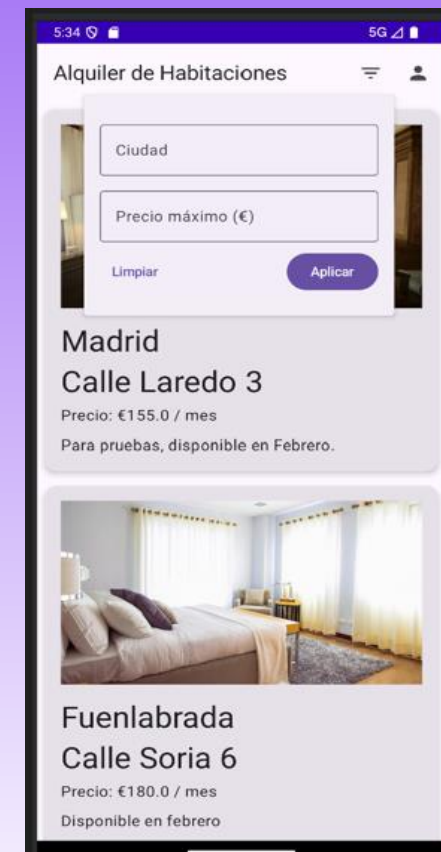 5:34
5G
Alquiler de Habitaciones
Ciudad
Precio máximo (€)
Limpiar
Aplicar
Madrid
Calle Laredo 3
Precio: €155.0 / mes
Para pruebas, disponible en Febrero.
Fuenlabrada
Calle Soria 6
Precio: €180.0 / mes
Disponible en febrero